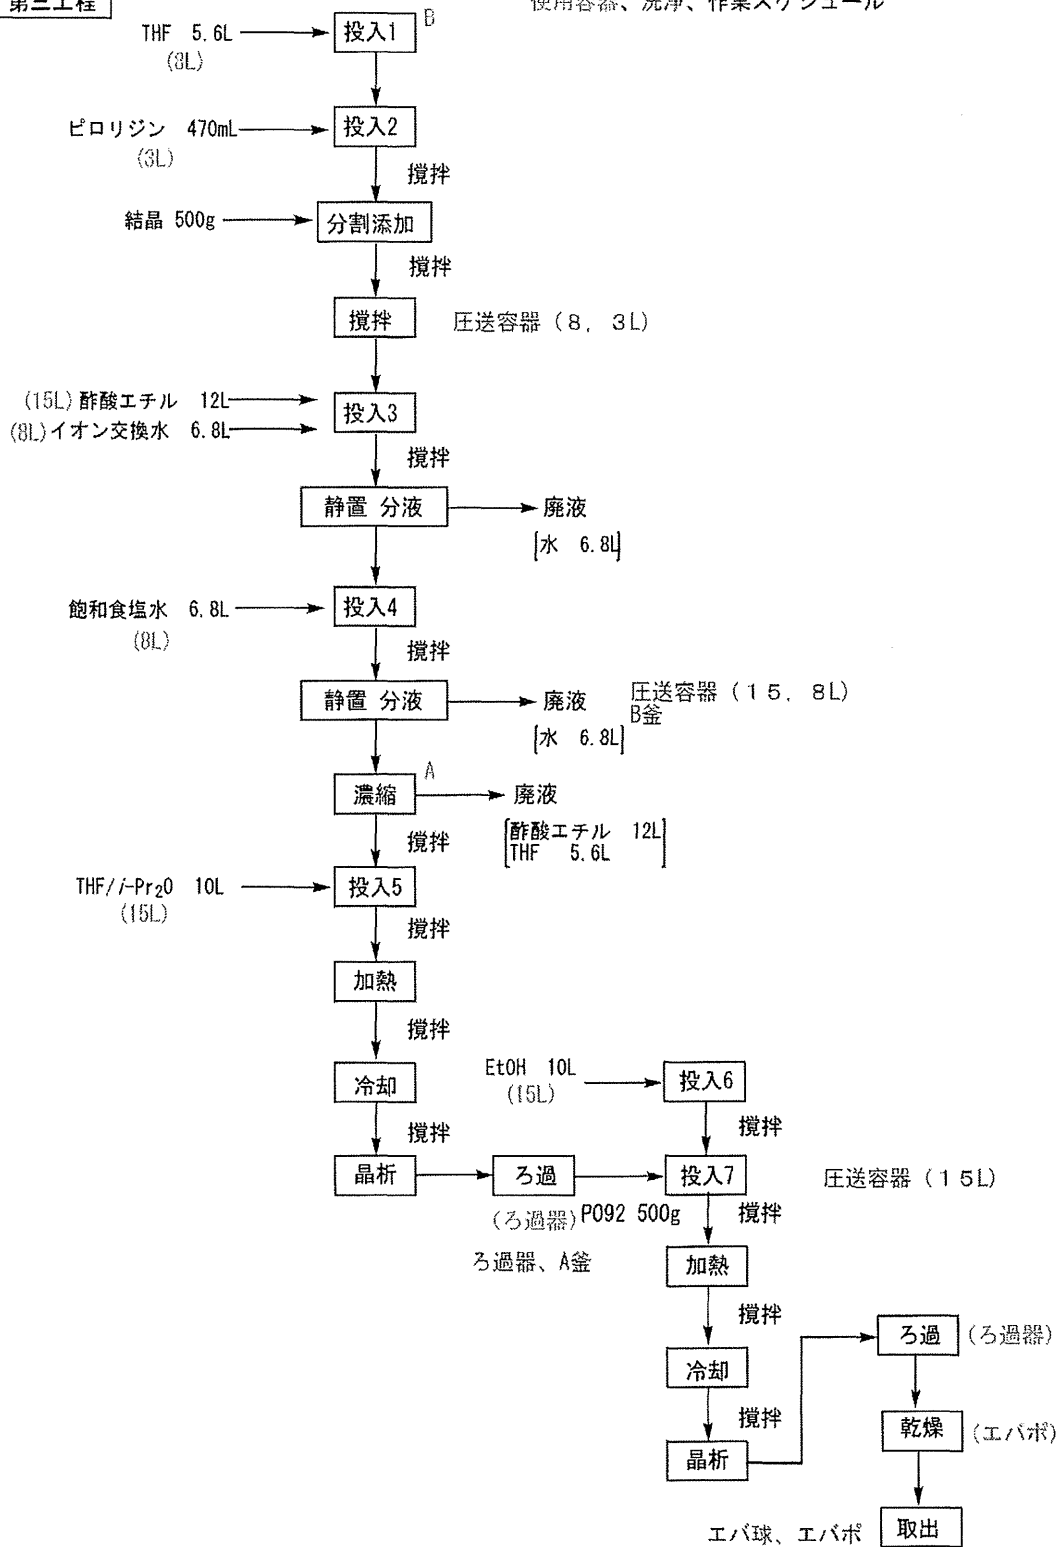 第三工程
使用容器、洗浄、作業スケジュール
THF 5.6L
(8L)
投入1
B
ピロリジン 470mL
(3L)
投入2
撹拌
結晶 500g
分割添加
撹拌
撹拌
圧送容器（8，3L）
(15L) 酢酸エチル 12L
(8L) イオン交換水 6.8L
投入3
撹拌
静置 分液
廃液
[水 6.8L]
飽和食塩水 6.8L
(8L)
投入4
撹拌
静置 分液
廃液
[水 6.8L]
圧送容器（15，8L）
B釜
濃縮
A
廃液
[酢酸エチル 12L
THF 5.6L]
撹拌
THF/i-Pr2O 10L
(15L)
投入5
撹拌
加熱
撹拌
冷却
撹拌
EtOH 10L
(15L)
投入6
撹拌
晶析
ろ過
投入7
圧送容器（15L）
(ろ過器)
P092 500g
撹拌
ろ過器、A釜
加熱
撹拌
冷却
撹拌
晶析
ろ過
(ろ過器)
乾燥
(エバポ)
エバ球、エバポ
取出